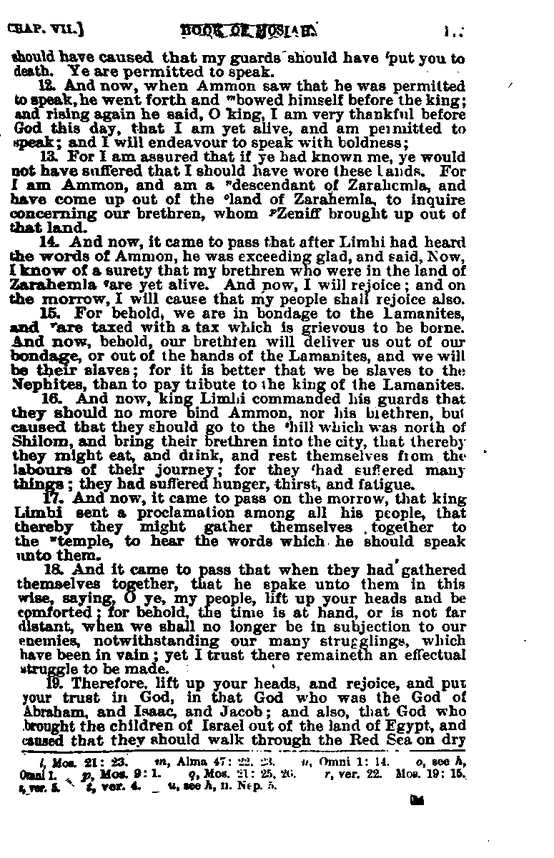 CHAP. VII.] BOOK OF MOSIAH.
should have caused that my guards should have ˡput you to
death. Ye are permitted to speak.
12. And now, when Ammon saw that he was permitted
to speak, he went forth and ᵐbowed himself before the king;
and rising again he said, O king, I am very thankful before
God this day, that I am yet alive, and am permitted to
speak; and I will endeavour to speak with boldness;
13. For I am assured that if ye had known me, ye would
not have suffered that I should have wore these bands. For
I am Ammon, and am a ⁿdescendant of Zarahemla, and
have come up out of the ᵒland of Zarahemla, to inquire
concerning our brethren, whom ᵖZeniff brought up out of
that land.
14. And now, it came to pass that after Limhi had heard
the words of Ammon, he was exceeding glad, and said, Now,
I know of a surety that my brethren who were in the land of
Zarahemla ᑫare yet alive. And now, I will rejoice; and on
the morrow, I will cause that my people shall rejoice also.
15. For behold, we are in bondage to the Lamanites,
and ʳare taxed with a tax which is grievous to be borne.
And now, behold, our brethren will deliver us out of our
bondage, or out of the hands of the Lamanites, and we will
be their slaves; for it is better that we be slaves to the
Nephites, than to pay tribute to the king of the Lamanites.
16. And now, king Limhi commanded his guards that
they should no more bind Ammon, nor his brethren, but
caused that they should go to the ˢhill which was north of
Shilom, and bring their brethren into the city, that thereby
they might eat, and drink, and rest themselves from the
labours of their journey; for they ᵗhad suffered many
things; they had suffered hunger, thirst, and fatigue.
17. And now, it came to pass on the morrow, that king
Limhi sent a proclamation among all his people, that
thereby they might gather themselves together to
the ᵘtemple, to hear the words which he should speak
unto them.
18. And it came to pass that when they had gathered
themselves together, that he spake unto them in this
wise, saying, O ye, my people, lift up your heads and be
comforted; for behold, the time is at hand, or is not far
distant, when we shall no longer be in subjection to our
enemies, notwithstanding our many strugglings, which
have been in vain; yet I trust there remaineth an effectual
struggle to be made.
19. Therefore, lift up your heads, and rejoice, and put
your trust in God, in that God who was the God of
Abraham, and Isaac, and Jacob; and also, that God who
brought the children of Israel out of the land of Egypt, and
caused that they should walk through the Red Sea on dry
l, Mos. 21: 23. m, Alma 47: 22, 23. n, Omni 1: 14. o, see h,
Omni 1. p, Mos. 9: 1. q, Mos. 21: 25, 26. r, ver. 22. Mos. 19: 15.
s, ver. 5. t, ver. 4. u, see h, II. Nep. 5.